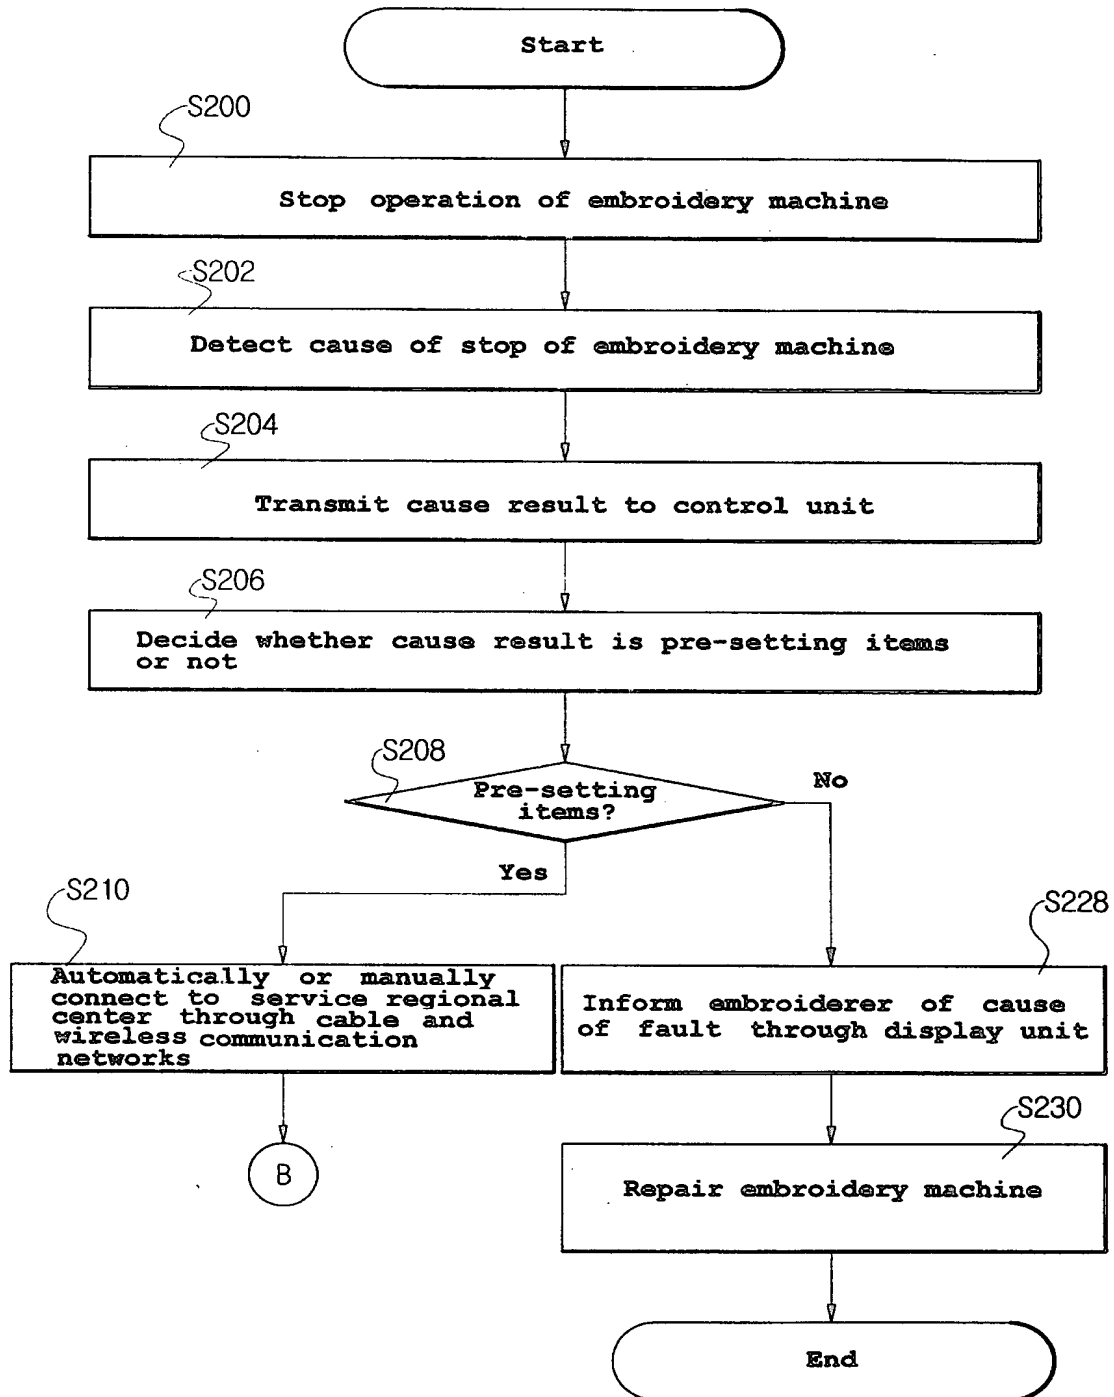 Start
S200
Stop operation of embroidery machine
S202
Detect cause of stop of embroidery machine
S204
Transmit cause result to control unit
S206
Decide whether cause result is pre-setting items
or not
S208
Pre-setting
items?
No
Yes
S210
Automatically or manually
connect to service regional
center through cable and
wireless communication
networks
S228
Inform embroiderer of cause
of fault through display unit
B
S230
Repair embroidery machine
End